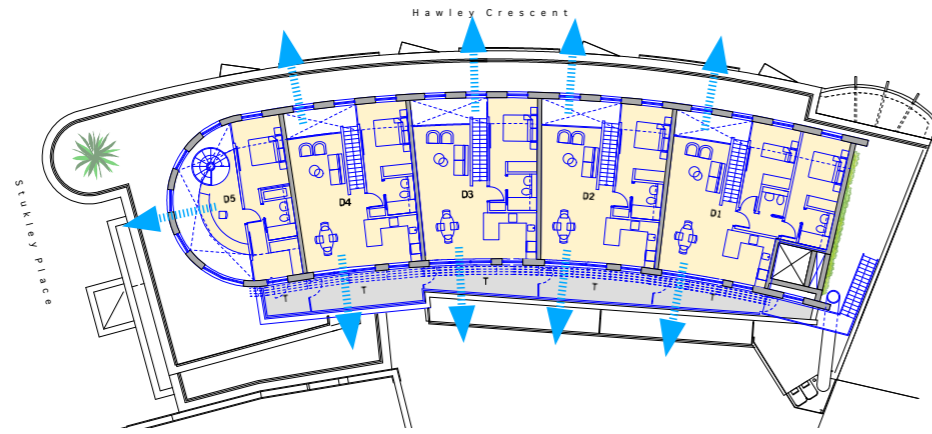 Hawley Crescent
Stukley Place
D5
D4
D3
D2
D1
T
T
T
T
T